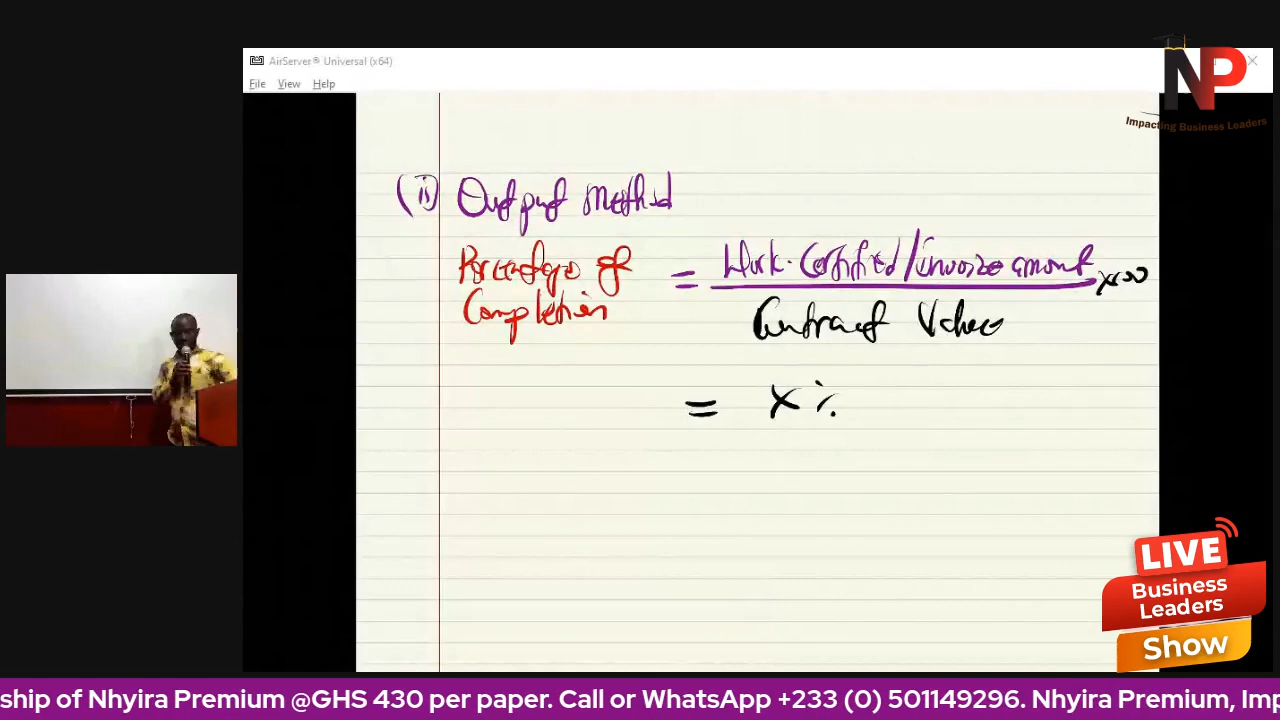 AirServer® Universal (x64)
File View Help
NP
Impacting Business Leaders
(ii) Output Method
Percentage of Completion = Work Certified/invoice amount x100
Contract Value
= x %
LIVE
Business
Leaders
Show
ship of Nhyira Premium @GHS 430 per paper. Call or WhatsApp +233 (0) 501149296. Nhyira Premium, Imp